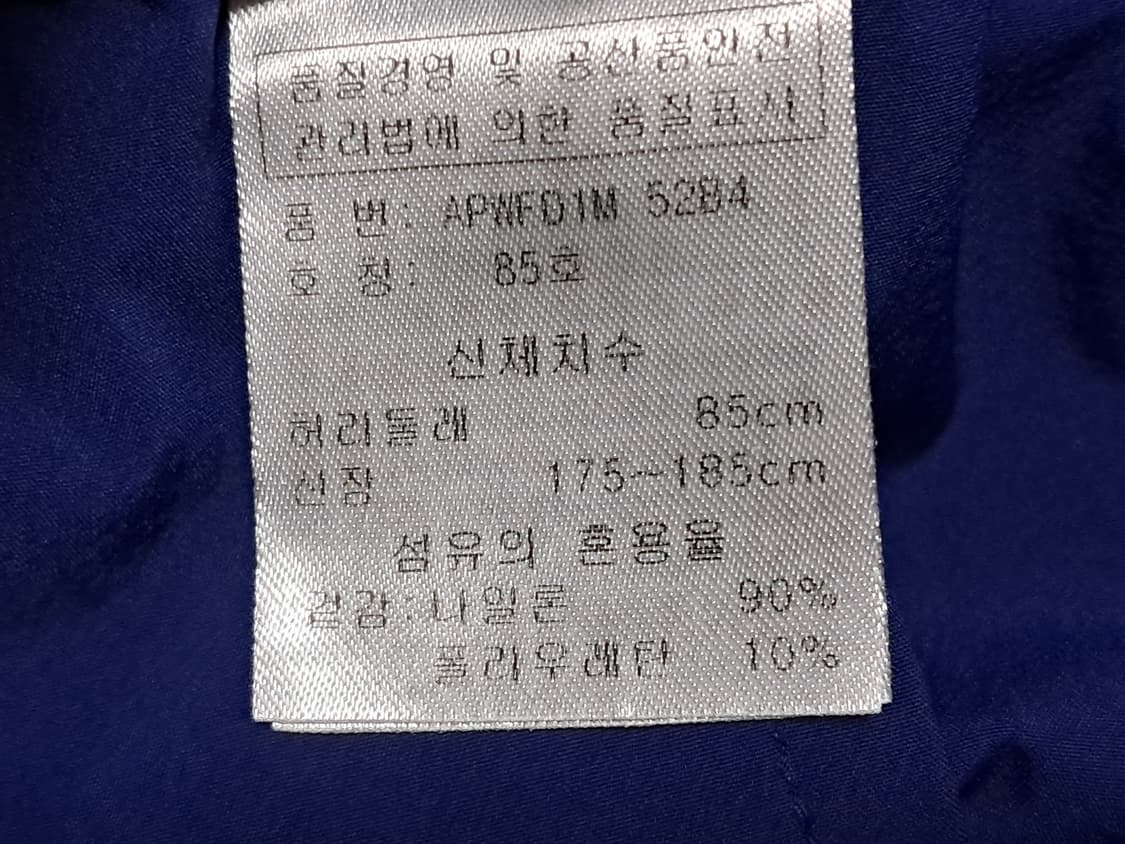 품질경영 및 공산품안전
관리법에 의한 품질표시
품 번: APWFD1M 52B4
호 칭: 85호
신체치수
허리둘레 85cm
신장 175~185cm
섬유의 혼용율
겉감:나일론 90%
폴리우레탄 10%